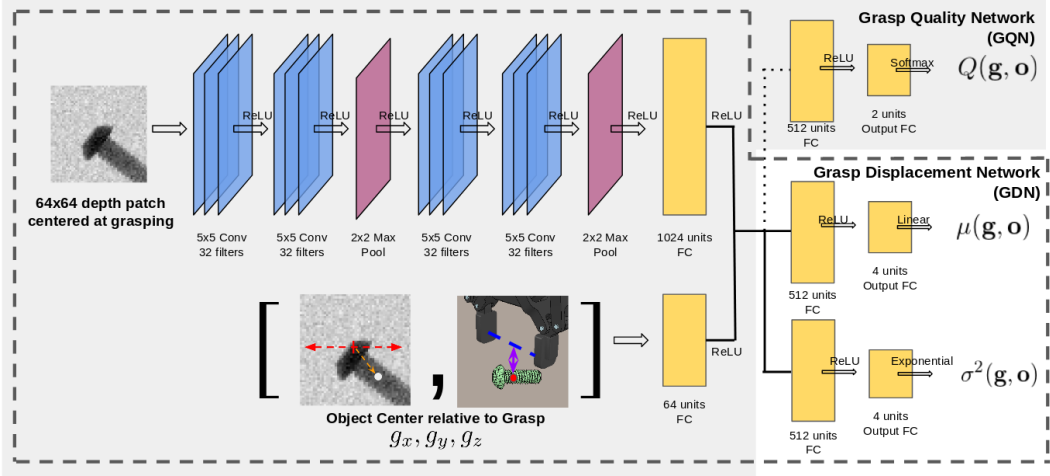 Grasp Quality Network
(GQN)
ReLU
Softmax
Q(g, o)
512 units
FC
2 units
Output FC
64x64 depth patch
centered at grasping
ReLU
ReLU
ReLU
ReLU
ReLU
ReLU
ReLU
5x5 Conv
32 filters
5x5 Conv
32 filters
2x2 Max
Pool
5x5 Conv
32 filters
5x5 Conv
32 filters
2x2 Max
Pool
1024 units
FC
Grasp Displacement Network
(GDN)
ReLU
Linear
μ(g, o)
512 units
FC
4 units
Output FC
[ , ]
Object Center relative to Grasp
g_x, g_y, g_z
64 units
FC
ReLU
ReLU
Exponential
σ²(g, o)
512 units
FC
4 units
Output FC